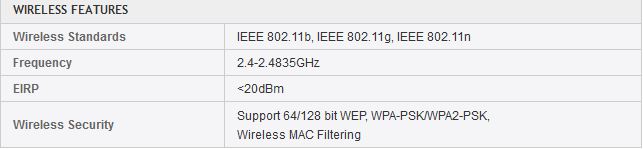 WIRELESS FEATURES
Wireless Standards IEEE 802.11b, IEEE 802.11g, IEEE 802.11n
Frequency 2.4-2.4835GHz
EIRP <20dBm
Wireless Security Support 64/128 bit WEP, WPA-PSK/WPA2-PSK,
Wireless MAC Filtering